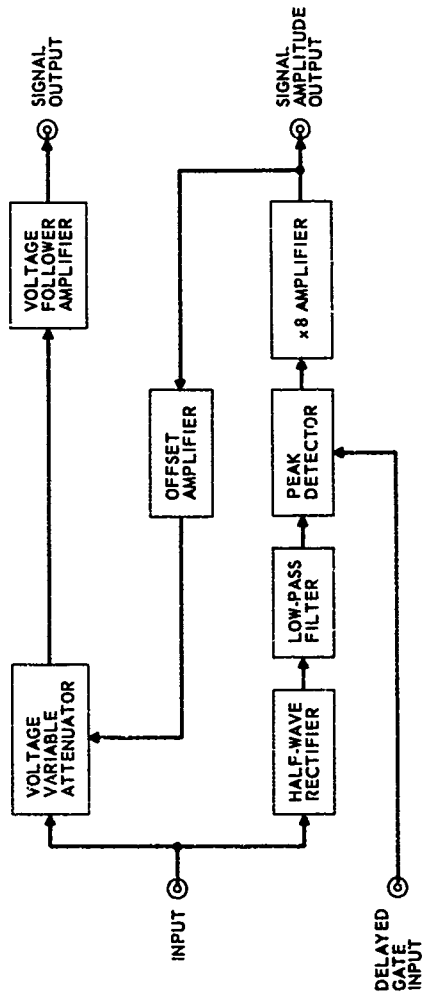 INPUT
DELAYED
GATE
INPUT
VOLTAGE
VARIABLE
ATTENUATOR
VOLTAGE
FOLLOWER
AMPLIFIER
SIGNAL
OUTPUT
OFFSET
AMPLIFIER
HALF-WAVE
RECTIFIER
LOW-PASS
FILTER
PEAK
DETECTOR
x8 AMPLIFIER
SIGNAL
AMPLITUDE
OUTPUT